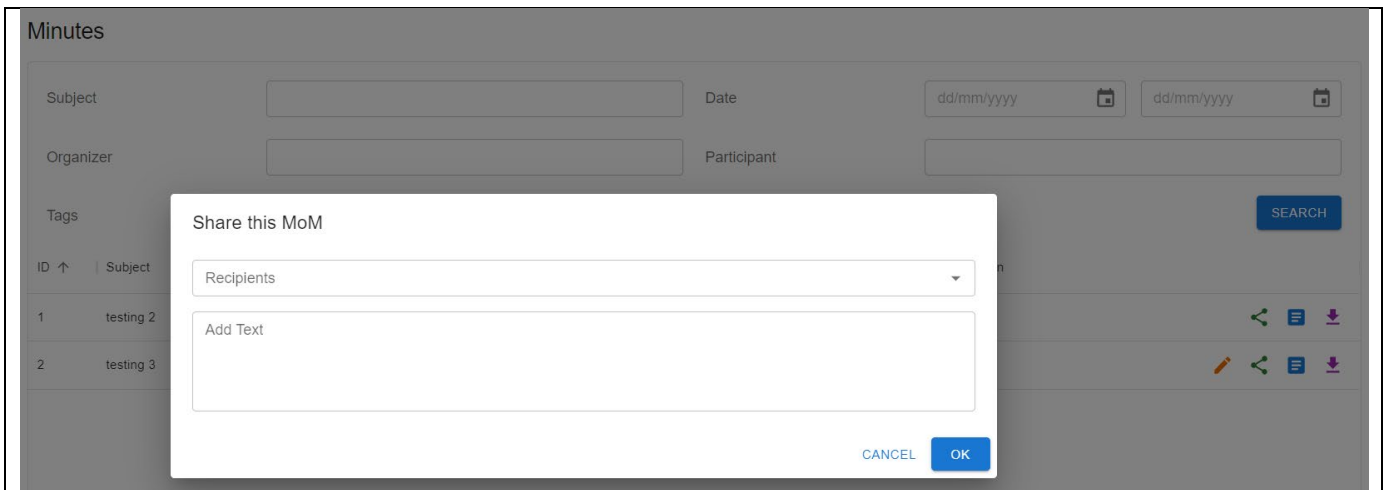 Minutes
Subject Date dd/mm/yyyy dd/mm/yyyy
Organizer Participant
Tags SEARCH
Share this MoM
ID Subject
Recipients
1 testing 2
Add Text
2 testing 3
CANCEL OK